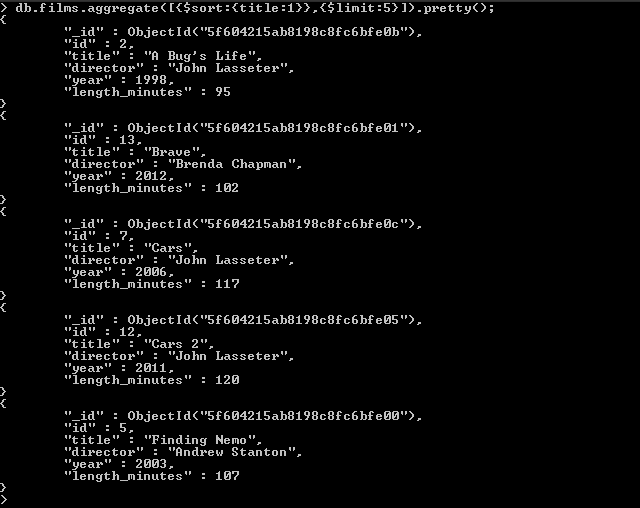 > db.films.aggregate([{$sort:{title:1}},{$limit:5}]).pretty();
{
"_id" : ObjectId("5f604215ab8198c8fc6bfe0b"),
"id" : 2,
"title" : "A Bug's Life",
"director" : "John Lasseter",
"year" : 1998,
"length_minutes" : 95
}
{
"_id" : ObjectId("5f604215ab8198c8fc6bfe01"),
"id" : 13,
"title" : "Brave",
"director" : "Brenda Chapman",
"year" : 2012,
"length_minutes" : 102
}
{
"_id" : ObjectId("5f604215ab8198c8fc6bfe0c"),
"id" : 7,
"title" : "Cars",
"director" : "John Lasseter",
"year" : 2006,
"length_minutes" : 117
}
{
"_id" : ObjectId("5f604215ab8198c8fc6bfe05"),
"id" : 12,
"title" : "Cars 2",
"director" : "John Lasseter",
"year" : 2011,
"length_minutes" : 120
}
{
"_id" : ObjectId("5f604215ab8198c8fc6bfe00"),
"id" : 5,
"title" : "Finding Nemo",
"director" : "Andrew Stanton",
"year" : 2003,
"length_minutes" : 107
}
>